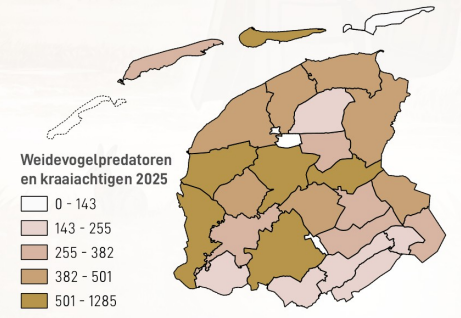 Weidevogelpredatoren
en kraaiachtigen 2025
0 - 143
143 - 255
255 - 382
382 - 501
501 - 1285